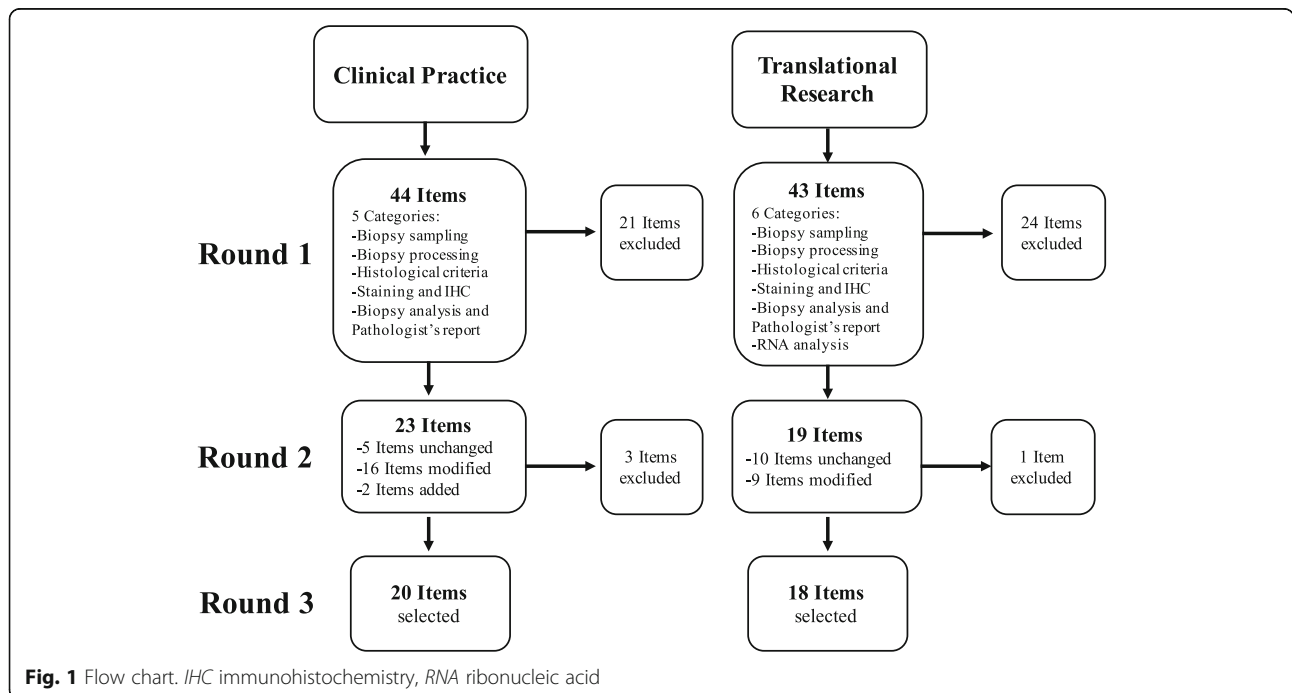 Clinical Practice
Translational
Research
Round 1
44 Items
5 Categories:
-Biopsy sampling
-Biopsy processing
-Histological criteria
-Staining and IHC
-Biopsy analysis and
Pathologist's report
21 Items
excluded
43 Items
6 Categories:
-Biopsy sampling
-Biopsy processing
-Histological criteria
-Staining and IHC
-Biopsy analysis and
Pathologist's report
-RNA analysis
24 Items
excluded
Round 2
23 Items
-5 Items unchanged
-16 Items modified
-2 Items added
3 Items
excluded
19 Items
-10 Items unchanged
-9 Items modified
1 Item
excluded
Round 3
20 Items
selected
18 Items
selected
Fig. 1 Flow chart. IHC immunohistochemistry, RNA ribonucleic acid